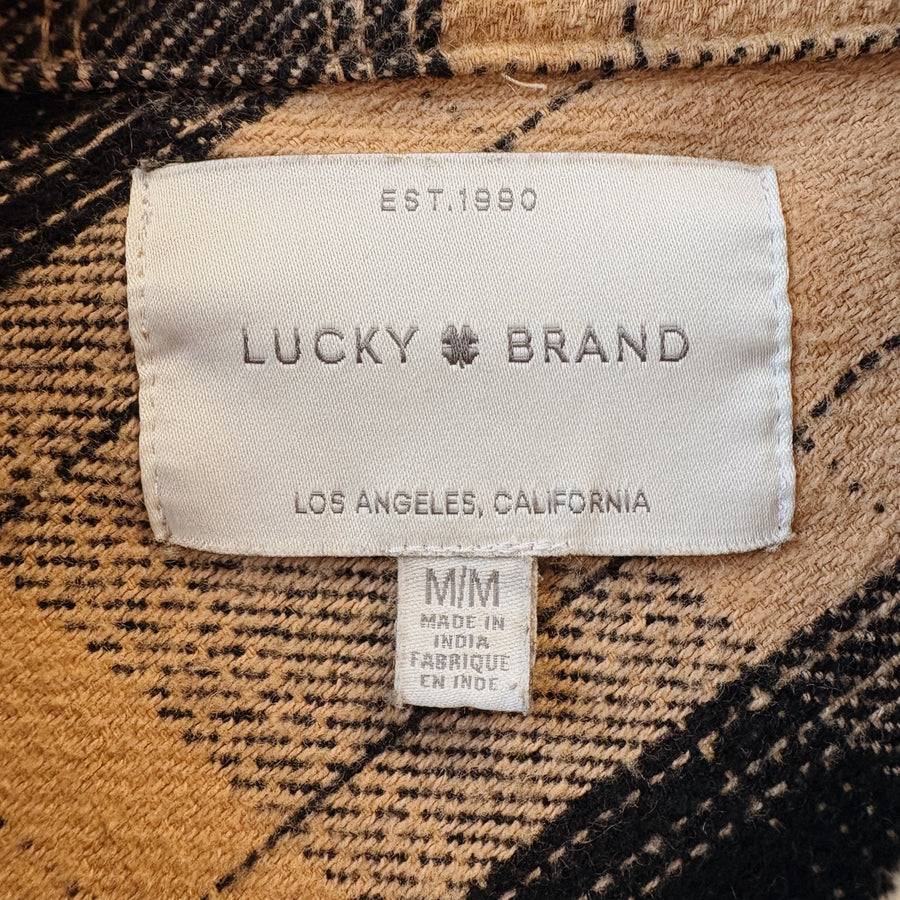 EST.1990
LUCKY BRAND
LOS ANGELES, CALIFORNIA
M/M
MADE IN
INDIA
FABRIQUE
EN INDE